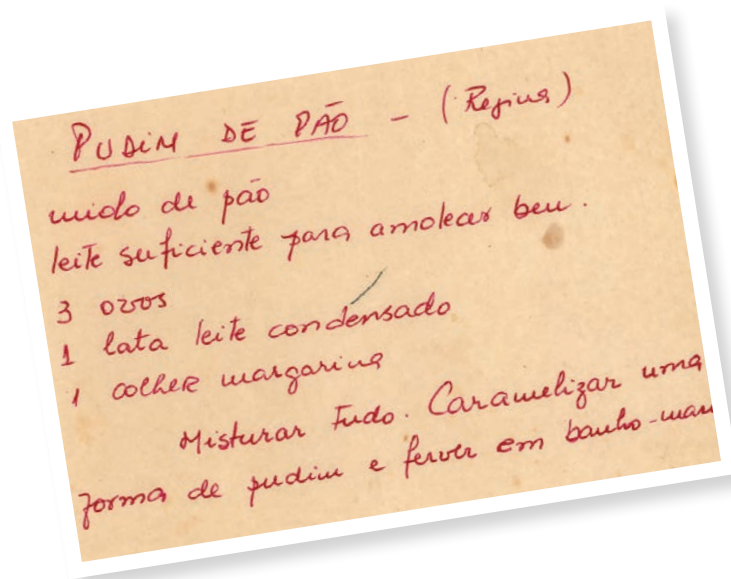 PUDIM DE PÃO - (Regina)
miolo de pão
leite suficiente para amolecer bem.
3 ovos
1 lata leite condensado
1 colher margarina
Misturar tudo. Caramelizar uma
forma de pudim e ferver em banho-mar